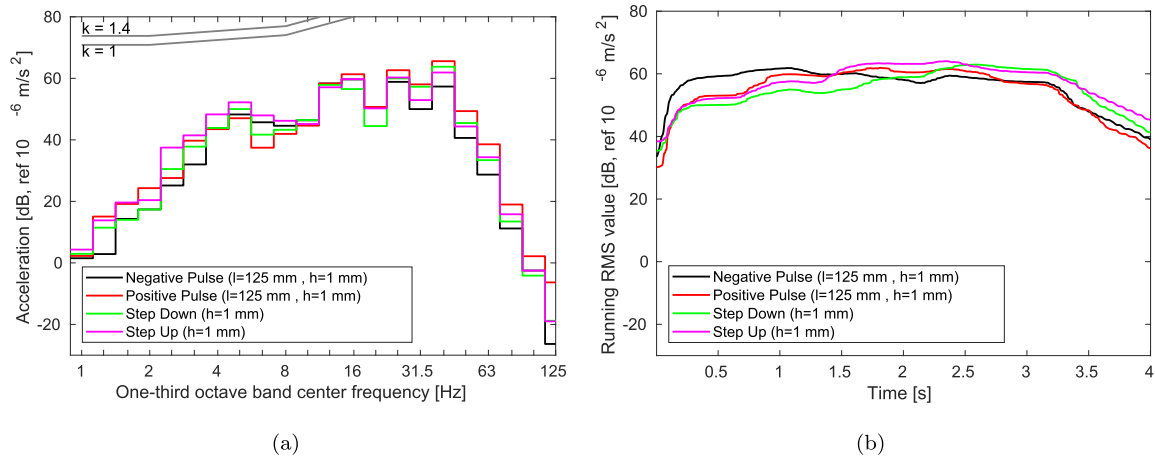 Acceleration [dB, ref 10 -6 m/s 2]
80
60
40
20
0
-20
k = 1.4
k = 1
Negative Pulse (l=125 mm , h=1 mm)
Positive Pulse (l=125 mm , h=1 mm)
Step Down (h=1 mm)
Step Up (h=1 mm)
1 2 4 8 16 31.5 63 125
One-third octave band center frequency [Hz]
(a)
Running RMS value [dB, ref 10 -6 m/s 2]
80
60
40
20
0
-20
Negative Pulse (l=125 mm , h=1 mm)
Positive Pulse (l=125 mm , h=1 mm)
Step Down (h=1 mm)
Step Up (h=1 mm)
0.5 1 1.5 2 2.5 3 3.5 4
Time [s]
(b)